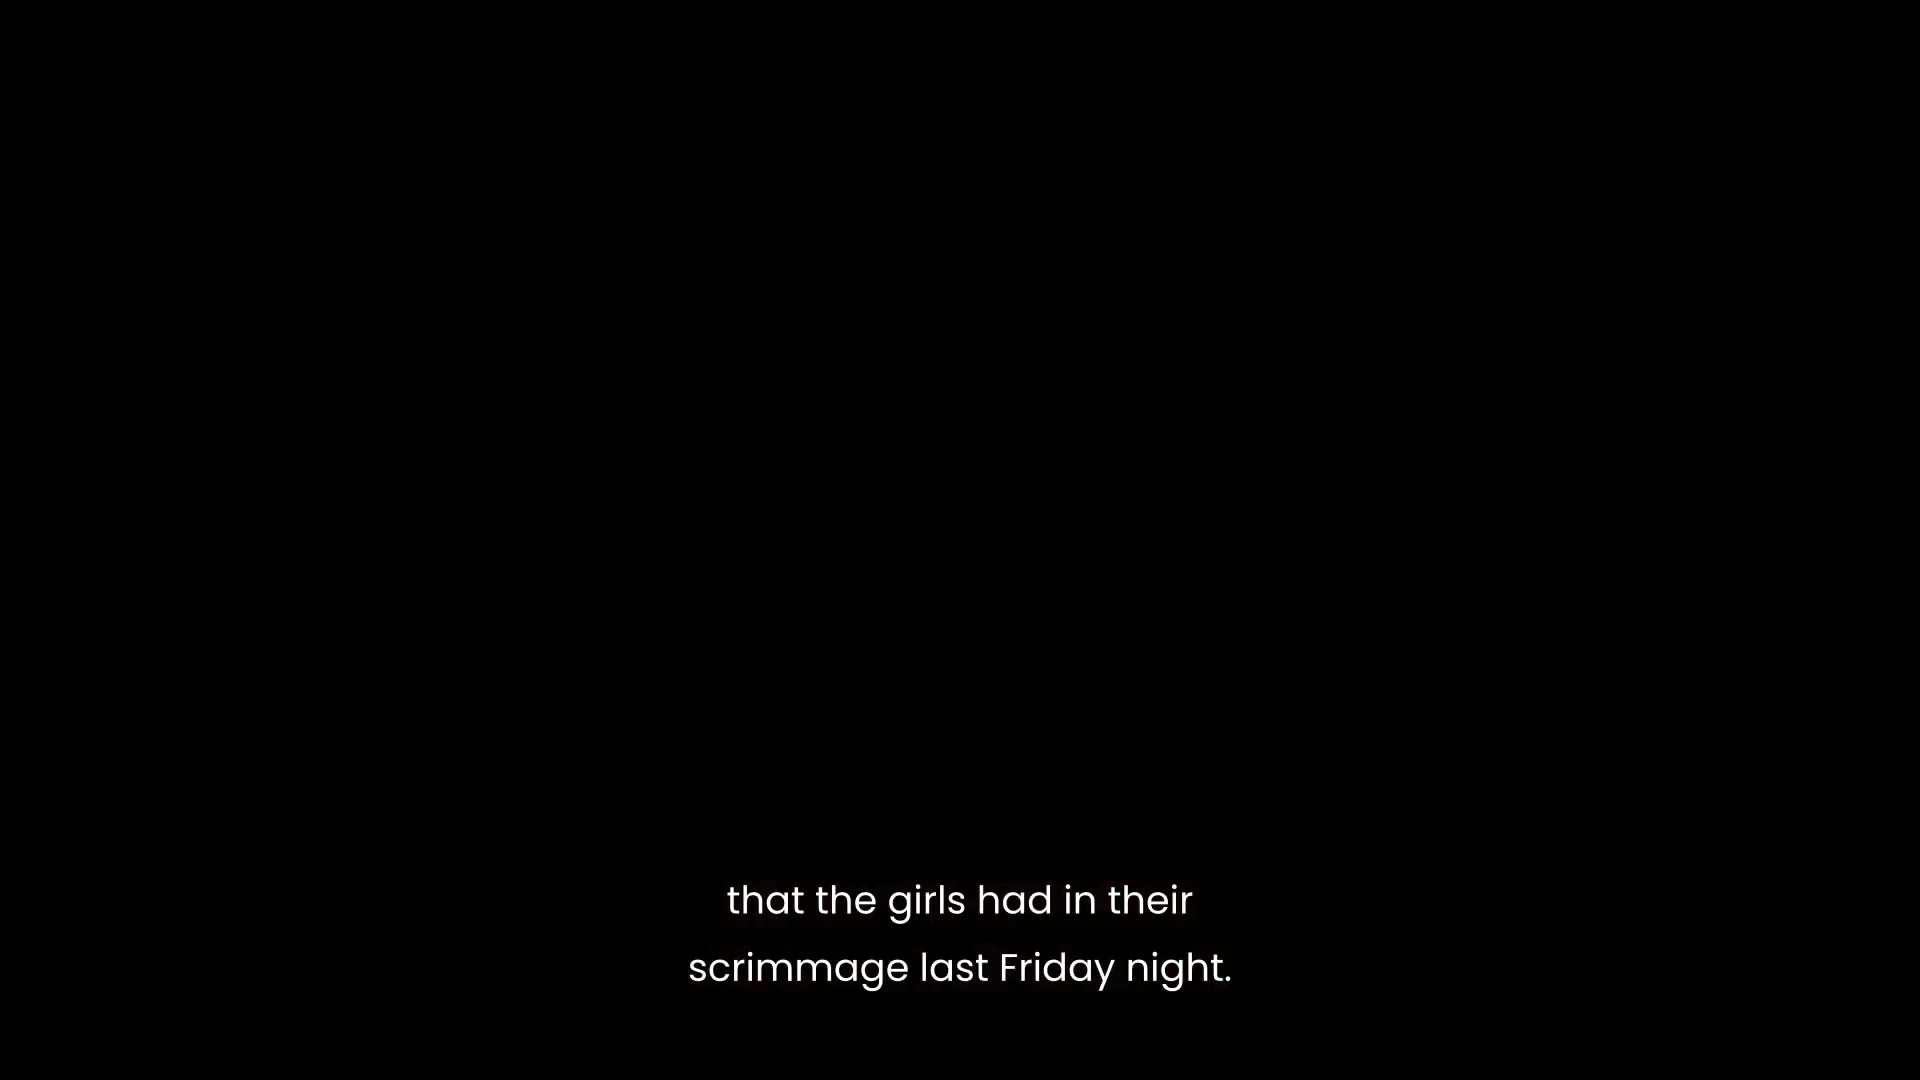 that the girls had in their
scrimmage last Friday night.